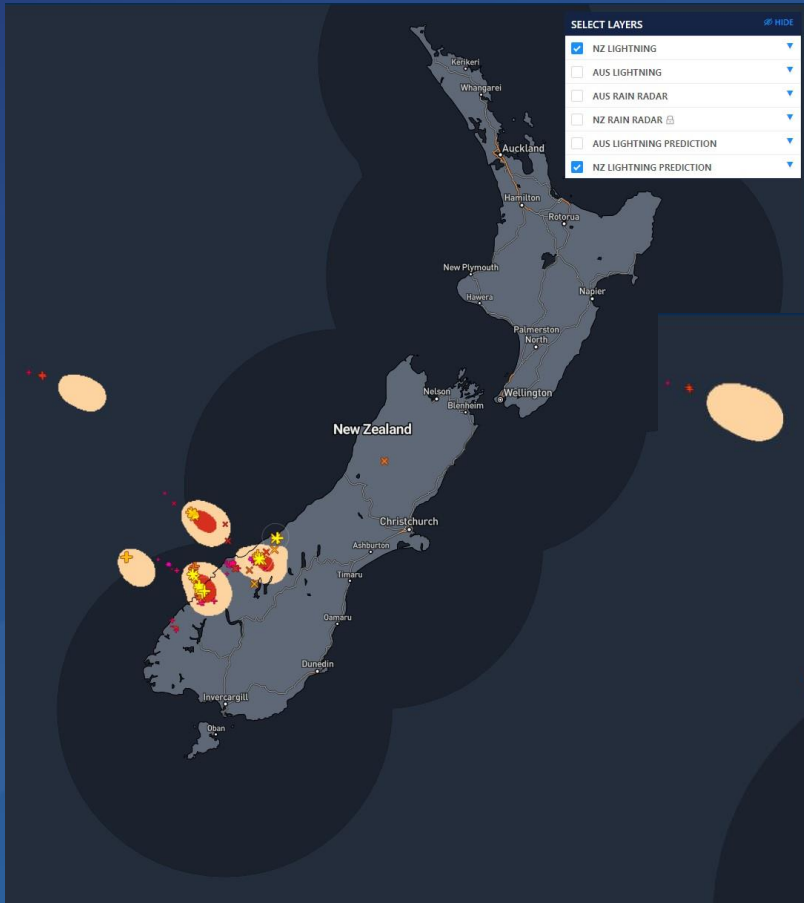 SELECT LAYERS
HIDE
NZ LIGHTNING
AUS LIGHTNING
AUS RAIN RADAR
NZ RAIN RADAR
AUS LIGHTNING PREDICTION
NZ LIGHTNING PREDICTION
Kerikeri
Whangarei
Auckland
Hamilton
Rotorua
New Plymouth
Hawera
Napier
Palmerston
North
Nelson
Wellington
Blenheim
New Zealand
Christchurch
Ashburton
Timaru
Oamaru
Dunedin
Invercargill
Oban